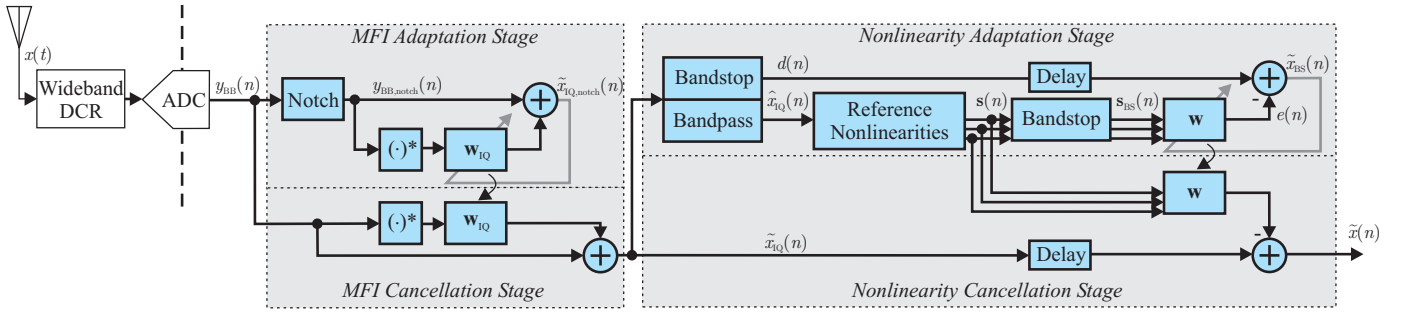 x(t)
Wideband
DCR
ADC
y_BB(n)
MFI Adaptation Stage
Notch
y_BB,notch(n)
x̃_IQ,notch(n)
+
(·)*
w_IQ
(·)*
w_IQ
+
MFI Cancellation Stage
Nonlinearity Adaptation Stage
Bandstop
Bandpass
d(n)
x̂_IQ(n)
Delay
Reference
Nonlinearities
s(n)
Bandstop
s_BS(n)
w
x̃_BS(n)
+
-
e(n)
w
x̃_IQ(n)
Delay
-
+
x̃(n)
Nonlinearity Cancellation Stage